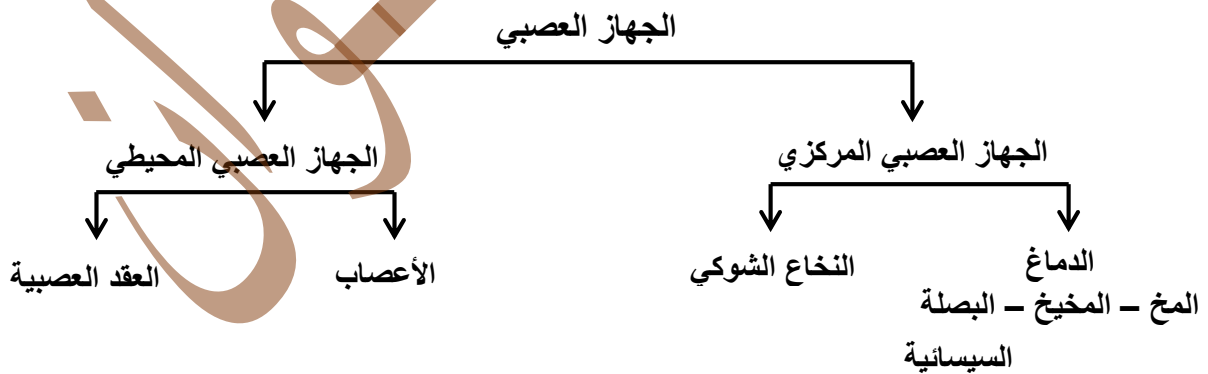 الجهاز العصبي
الجهاز العصبي المركزي
الجهاز العصبي المحيطي
الدماغ
المخ – المخيخ – البصلة
السيسائية
النخاع الشوكي
الأعصاب
العقد العصبية